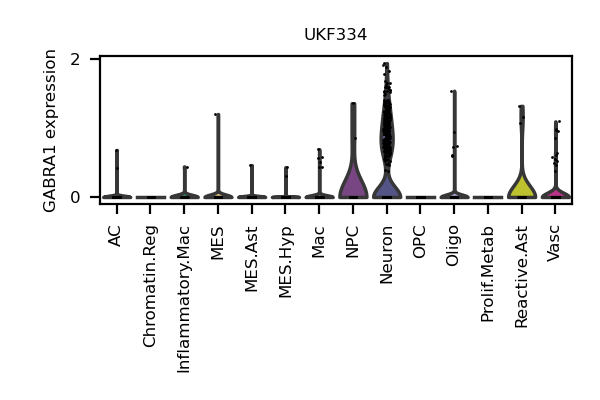 UKF334
GABRA1 expression
2
0
AC
Chromatin.Reg
Inflammatory.Mac
MES
MES.Ast
MES.Hyp
Mac
NPC
Neuron
OPC
Oligo
Prolif.Metab
Reactive.Ast
Vasc